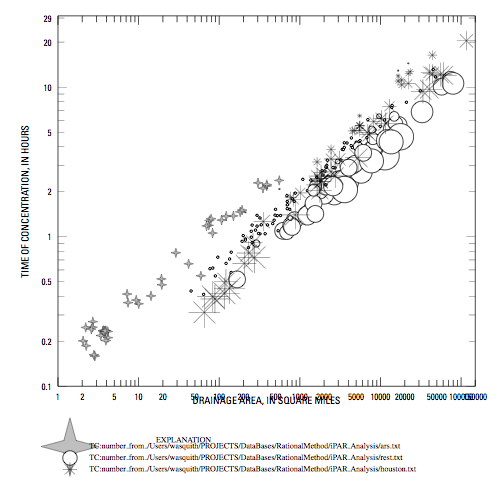 29
20
10
5
2
1
0.5
0.2
0.1
TIME OF CONCENTRATION, IN HOURS
1 2 5 10 20 50 100 200 500 1000 2000 5000 10000 20000 50000 100000
DRAINAGE AREA, IN SQUARE MILES
EXPLANATION
TC:number.from../Users/wasquith/PROJECTS/DataBases/RationalMethod/iPAR.Analysis/ars.txt
TC:number.from../Users/wasquith/PROJECTS/DataBases/RationalMethod/iPAR.Analysis/rest.txt
TC:number.from../Users/wasquith/PROJECTS/DataBases/RationalMethod/iPAR.Analysis/houston.txt